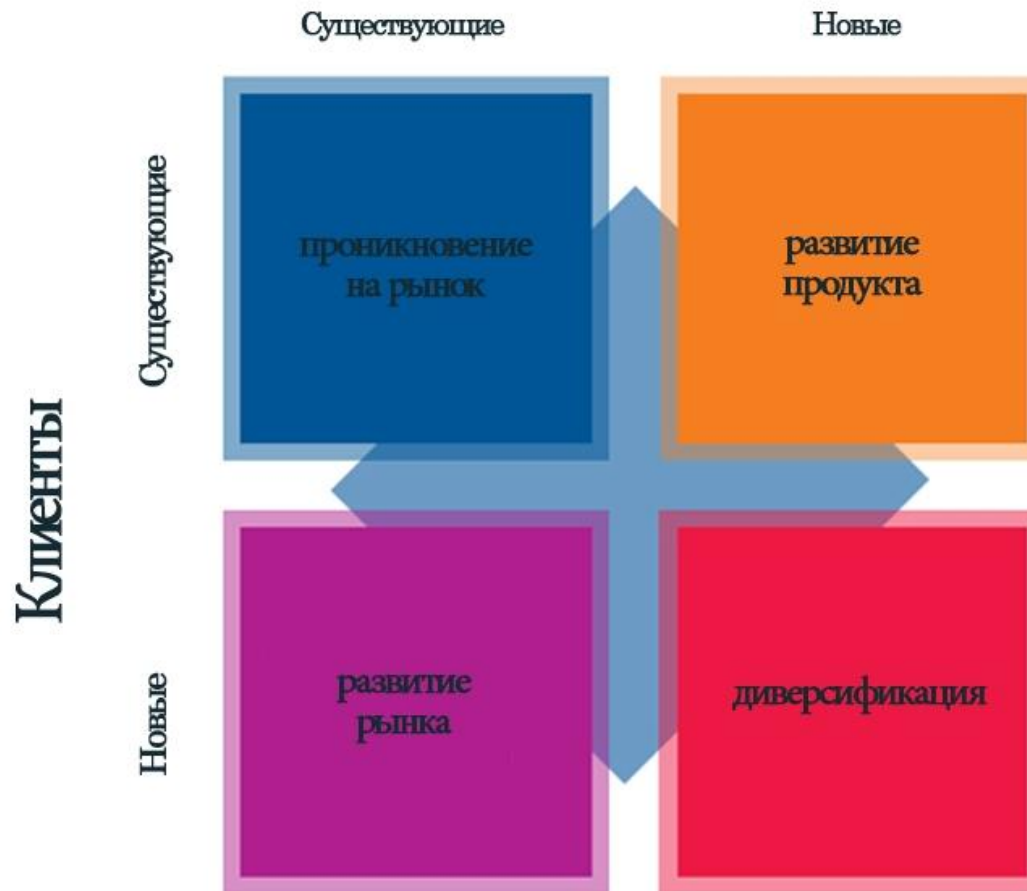 Существующие
Новые
Клиенты
Существующие
Новые
проникновение
на рынок
развитие
продукта
развитие
рынка
диверсификация